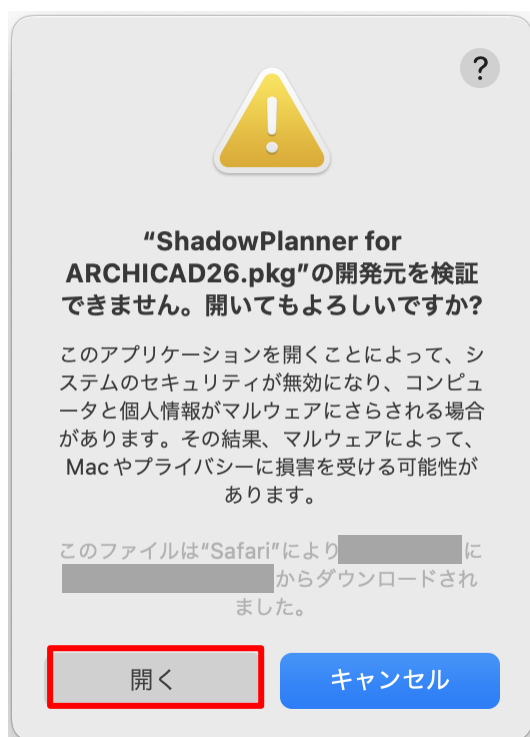 ?
“ShadowPlanner for
ARCHICAD26.pkg”の開発元を検証
できません。開いてもよろしいですか?
このアプリケーションを開くことによって、シ
ステムのセキュリティが無効になり、コンピュ
ータと個人情報がマルウェアにさらされる場合
があります。その結果、マルウェアによって、
Macやプライバシーに損害を受ける可能性が
あります。
このファイルは“Safari”により に
からダウンロードされ
ました。
開く キャンセル